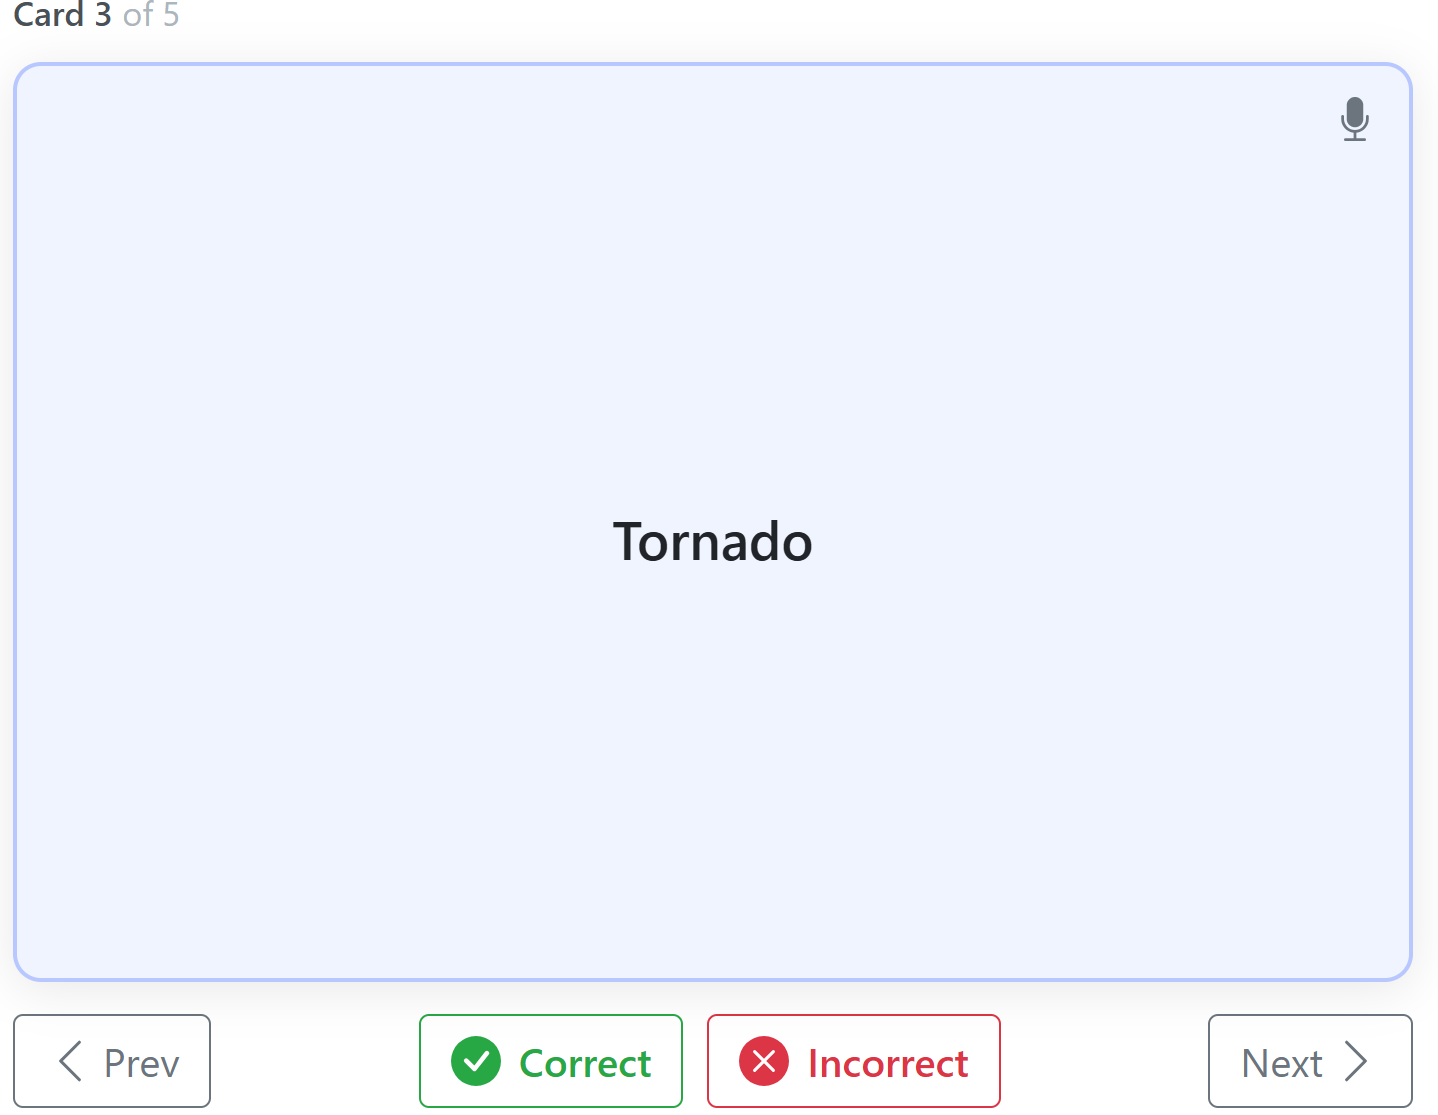 Card 3 of 5
Tornado
Prev
Correct
Incorrect
Next